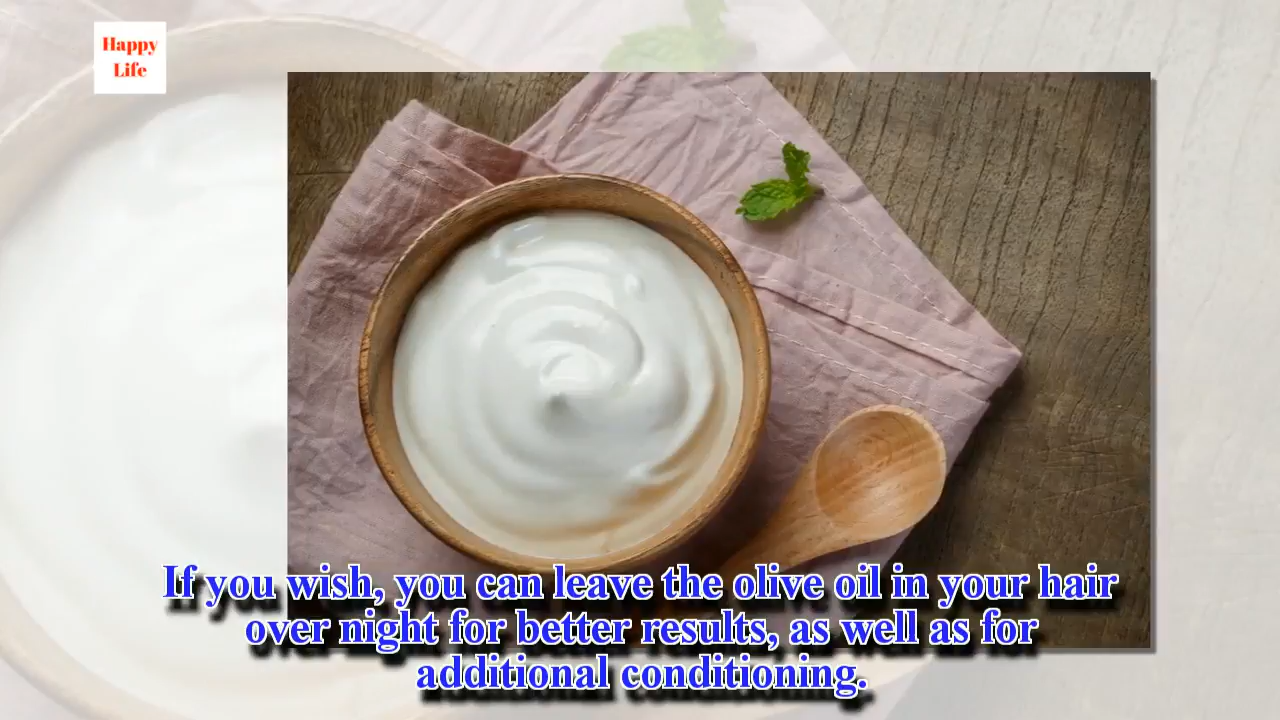 Happy
Life
If you wish, you can leave the olive oil in your hair
over night for better results, as well as for
additional conditioning.